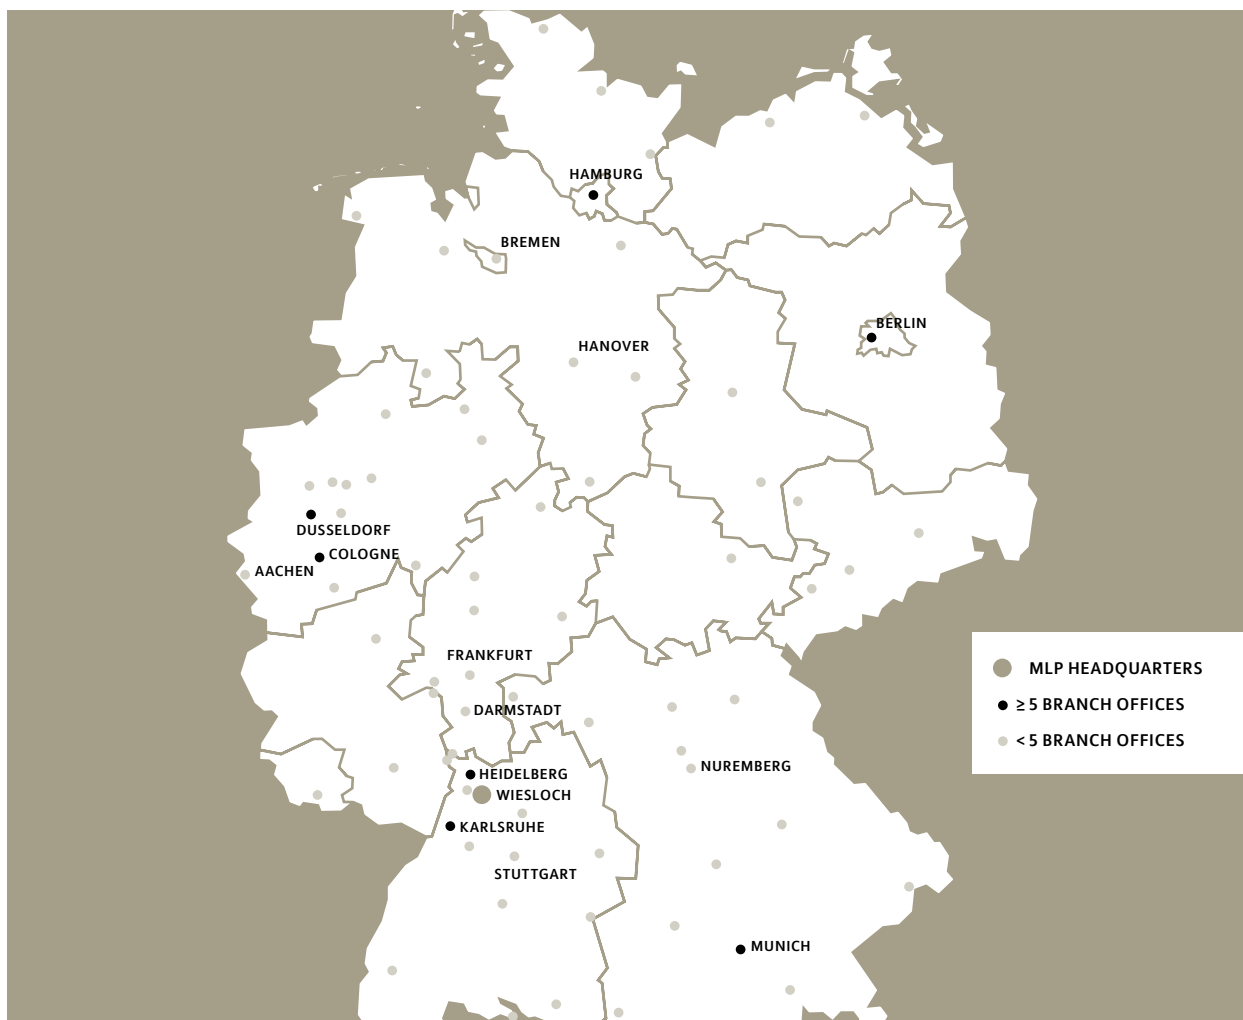 HAMBURG
BREMEN
BERLIN
HANOVER
DUSSELDORF
COLOGNE
AACHEN
FRANKFURT
MLP HEADQUARTERS
≥ 5 BRANCH OFFICES
DARMSTADT
< 5 BRANCH OFFICES
NUREMBERG
HEIDELBERG
WIESLOCH
KARLSRUHE
STUTTGART
MUNICH